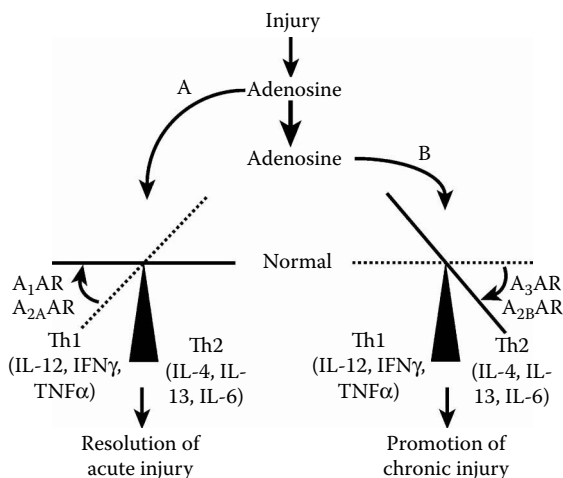 Injury
A
Adenosine
Adenosine
B
Normal
A₁AR
A₂AAR
A₃AR
A₂BAR
Th1
(IL-12, IFNγ,
TNFα)
Th2
(IL-4, IL-
13, IL-6)
Th1
(IL-12, IFNγ,
TNFα)
Th2
(IL-4, IL-
13, IL-6)
Resolution of
acute injury
Promotion of
chronic injury